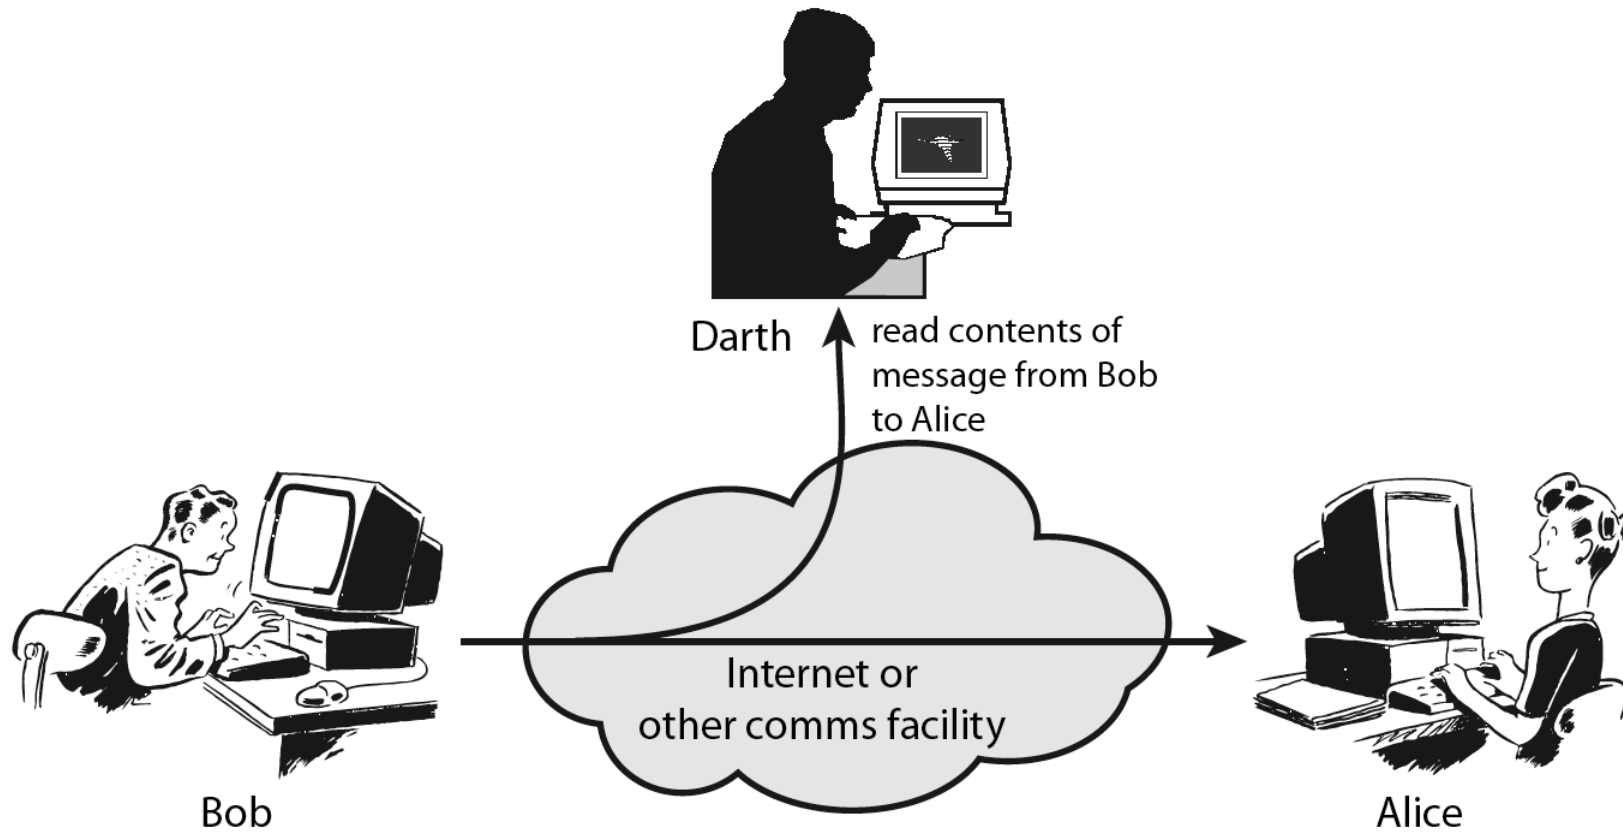 Darth
read contents of
message from Bob
to Alice
Internet or
other comms facility
Bob
Alice